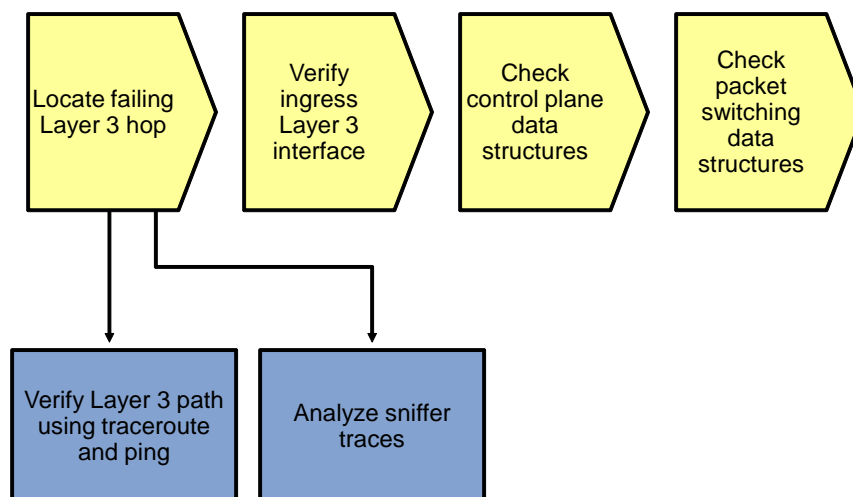 Locate failing
Layer 3 hop
Verify
ingress
Layer 3
interface
Check
control plane
data
structures
Check
packet
switching
data
structures
Verify Layer 3 path
using traceroute
and ping
Analyze sniffer
traces